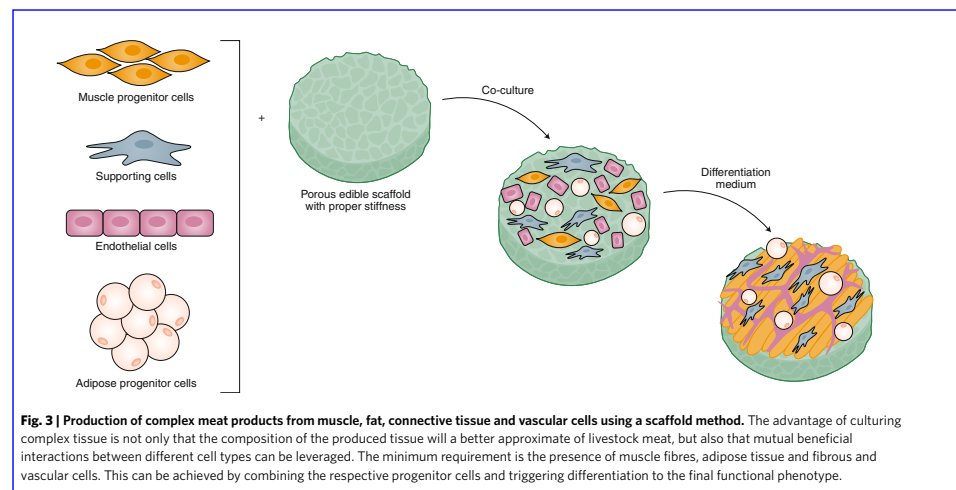 Muscle progenitor cells
Supporting cells
Endothelial cells
Adipose progenitor cells
+
Porous edible scaffold
with proper stiffness
Co-culture
Differentiation
medium
Fig. 3 | Production of complex meat products from muscle, fat, connective tissue and vascular cells using a scaffold method. The advantage of culturing
complex tissue is not only that the composition of the produced tissue will a better approximate of livestock meat, but also that mutual beneficial
interactions between different cell types can be leveraged. The minimum requirement is the presence of muscle fibres, adipose tissue and fibrous and
vascular cells. This can be achieved by combining the respective progenitor cells and triggering differentiation to the final functional phenotype.